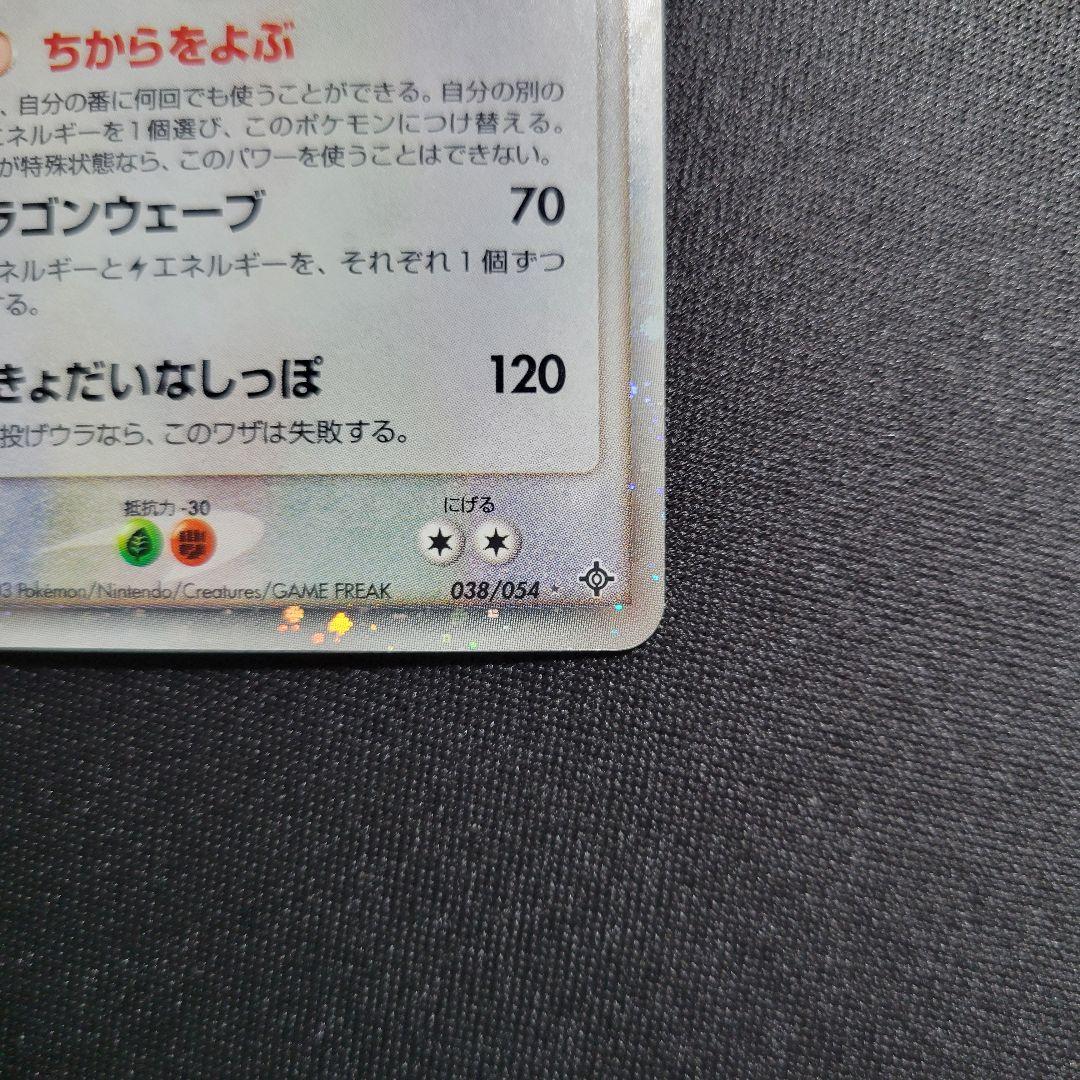 ちからをよぶ
、自分の番に何回でも使うことができる。自分の別の
エネルギーを1個選び、このポケモンにつけ替える。
が特殊状態なら、このパワーを使うことはできない。
ラゴンウェーブ 70
ネルギーとエネルギーを、それぞれ1個ずつ
する。
きょだいなしっぽ 120
投げウラなら、このワザは失敗する。
抵抗力 -30 にげる
03 Pokémon/Nintendo/Creatures/GAME FREAK 038/054